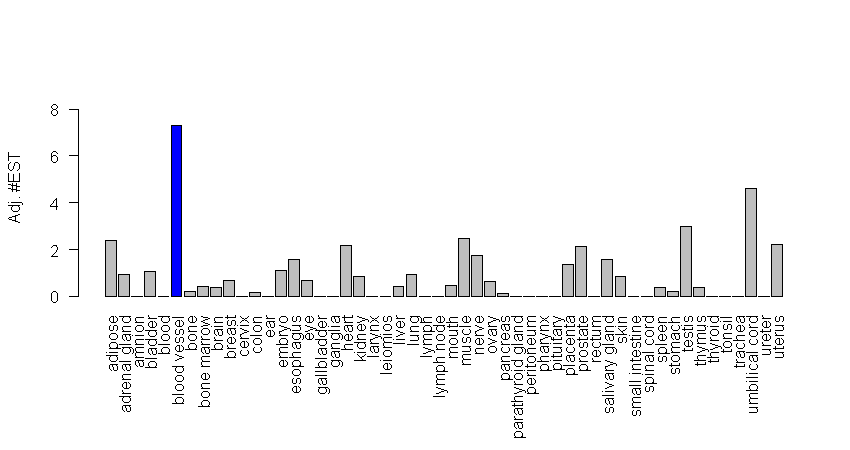 Adj. #EST
8
6
4
2
0
adipose
adrenal gland
amnion
bladder
blood
blood vessel
bone
bone marrow
brain
breast
cervix
colon
ear
embryo
esophagus
eye
gallbladder
ganglia
heart
kidney
larynx
leiomios
liver
lung
lymph
lymph node
mouth
muscle
nerve
ovary
pancreas
parathyroid gland
peritoneum
pharynx
pituitary
placenta
prostate
rectum
salivary gland
skin
small intestine
spinal cord
spleen
stomach
testis
thymus
thyroid
tonsil
trachea
umbilical cord
ureter
uterus